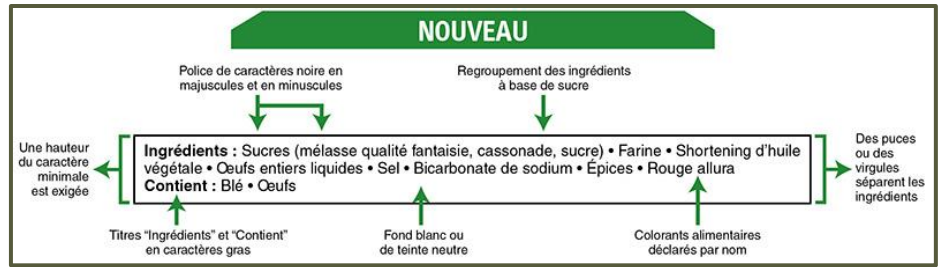 NOUVEAU
Police de caractères noire en
majuscules et en minuscules
Regroupement des ingrédients
à base de sucre
Une hauteur
du caractère
minimale
est exigée
Ingrédients : Sucres (mélasse qualité fantaisie, cassonade, sucre) • Farine • Shortening d'huile
végétale • Œufs entiers liquides • Sel • Bicarbonate de sodium • Épices • Rouge allura
Contient : Blé • Œufs
Des puces
ou des
virgules
séparent les
ingrédients
Titres "Ingrédients" et "Contient"
en caractères gras
Fond blanc ou
de teinte neutre
Colorants alimentaires
déclarés par nom